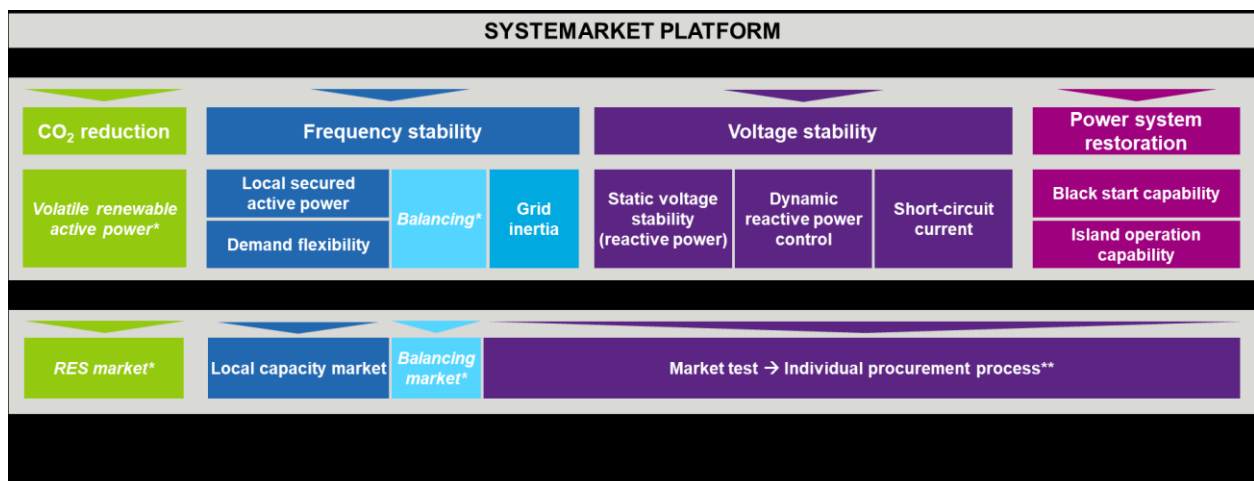 SYSTEMARKET PLATFORM
CO₂ reduction
Frequency stability
Voltage stability
Power system
restoration
Volatile renewable
active power*
Local secured
active power
Demand flexibility
Balancing*
Grid
inertia
Static voltage
stability
(reactive power)
Dynamic
reactive power
control
Short-circuit
current
Black start capability
Island operation
capability
RES market*
Local capacity market
Balancing
market*
Market test → Individual procurement process**